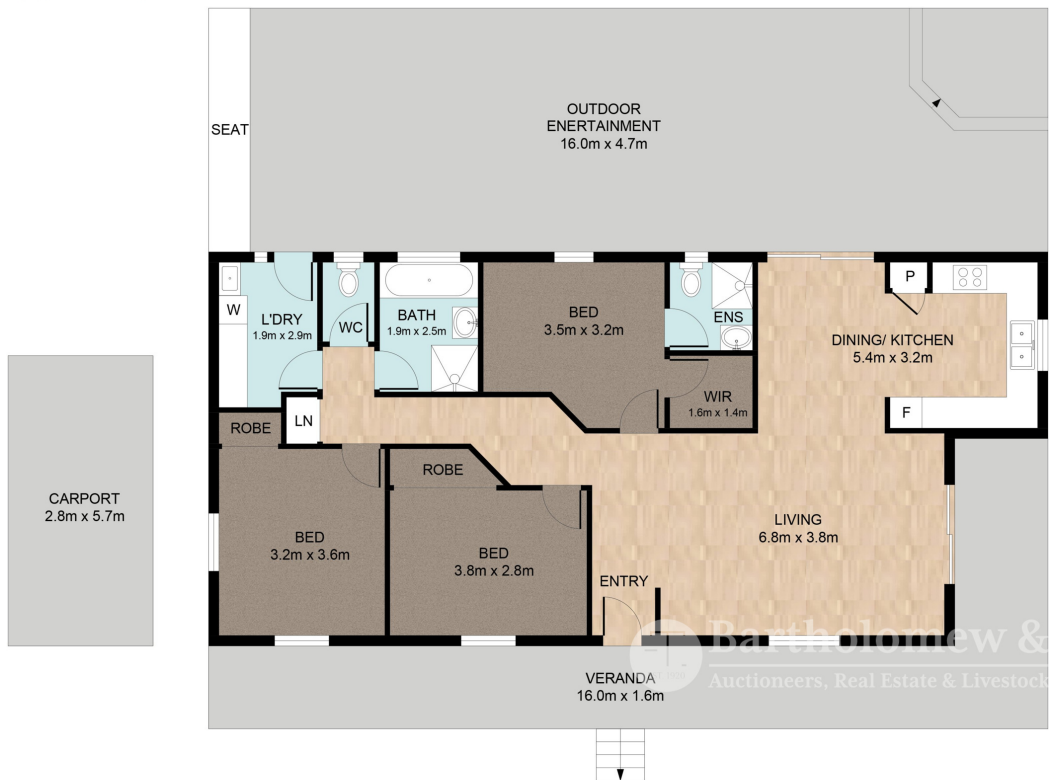 OUTDOOR
ENERTAINMENT
16.0m x 4.7m
SEAT
P
W
L'DRY
1.9m x 2.9m
WC
BATH
1.9m x 2.5m
BED
3.5m x 3.2m
ENS
WIR
1.6m x 1.4m
DINING/ KITCHEN
5.4m x 3.2m
F
ROBE
LN
ROBE
CARPORT
2.8m x 5.7m
BED
3.2m x 3.6m
BED
3.8m x 2.8m
LIVING
6.8m x 3.8m
ENTRY
VERANDA
16.0m x 1.6m
Bartholomew &
Auctioneers, Real Estate & Livestock